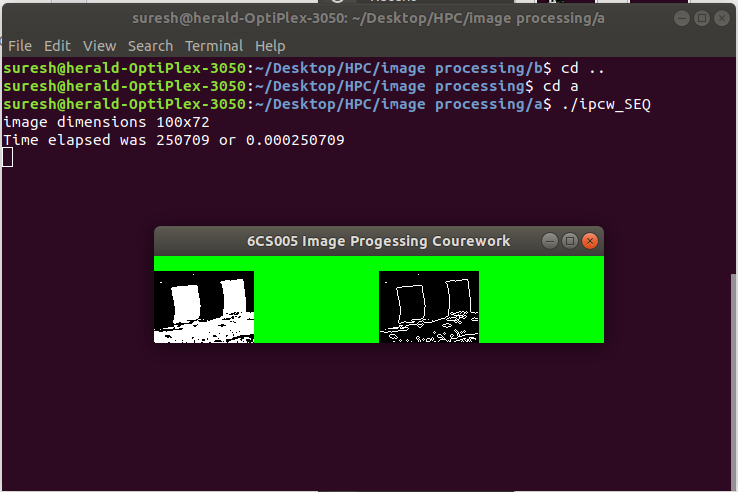 suresh@herald-OptiPlex-3050: ~/Desktop/HPC/image processing/a
File Edit View Search Terminal Help
suresh@herald-OptiPlex-3050:~/Desktop/HPC/image processing/b$ cd ..
suresh@herald-OptiPlex-3050:~/Desktop/HPC/image processing$ cd a
suresh@herald-OptiPlex-3050:~/Desktop/HPC/image processing/a$ ./ipcw_SEQ
image dimensions 100x72
Time elapsed was 250709 or 0.000250709
6CS005 Image Progessing Courework